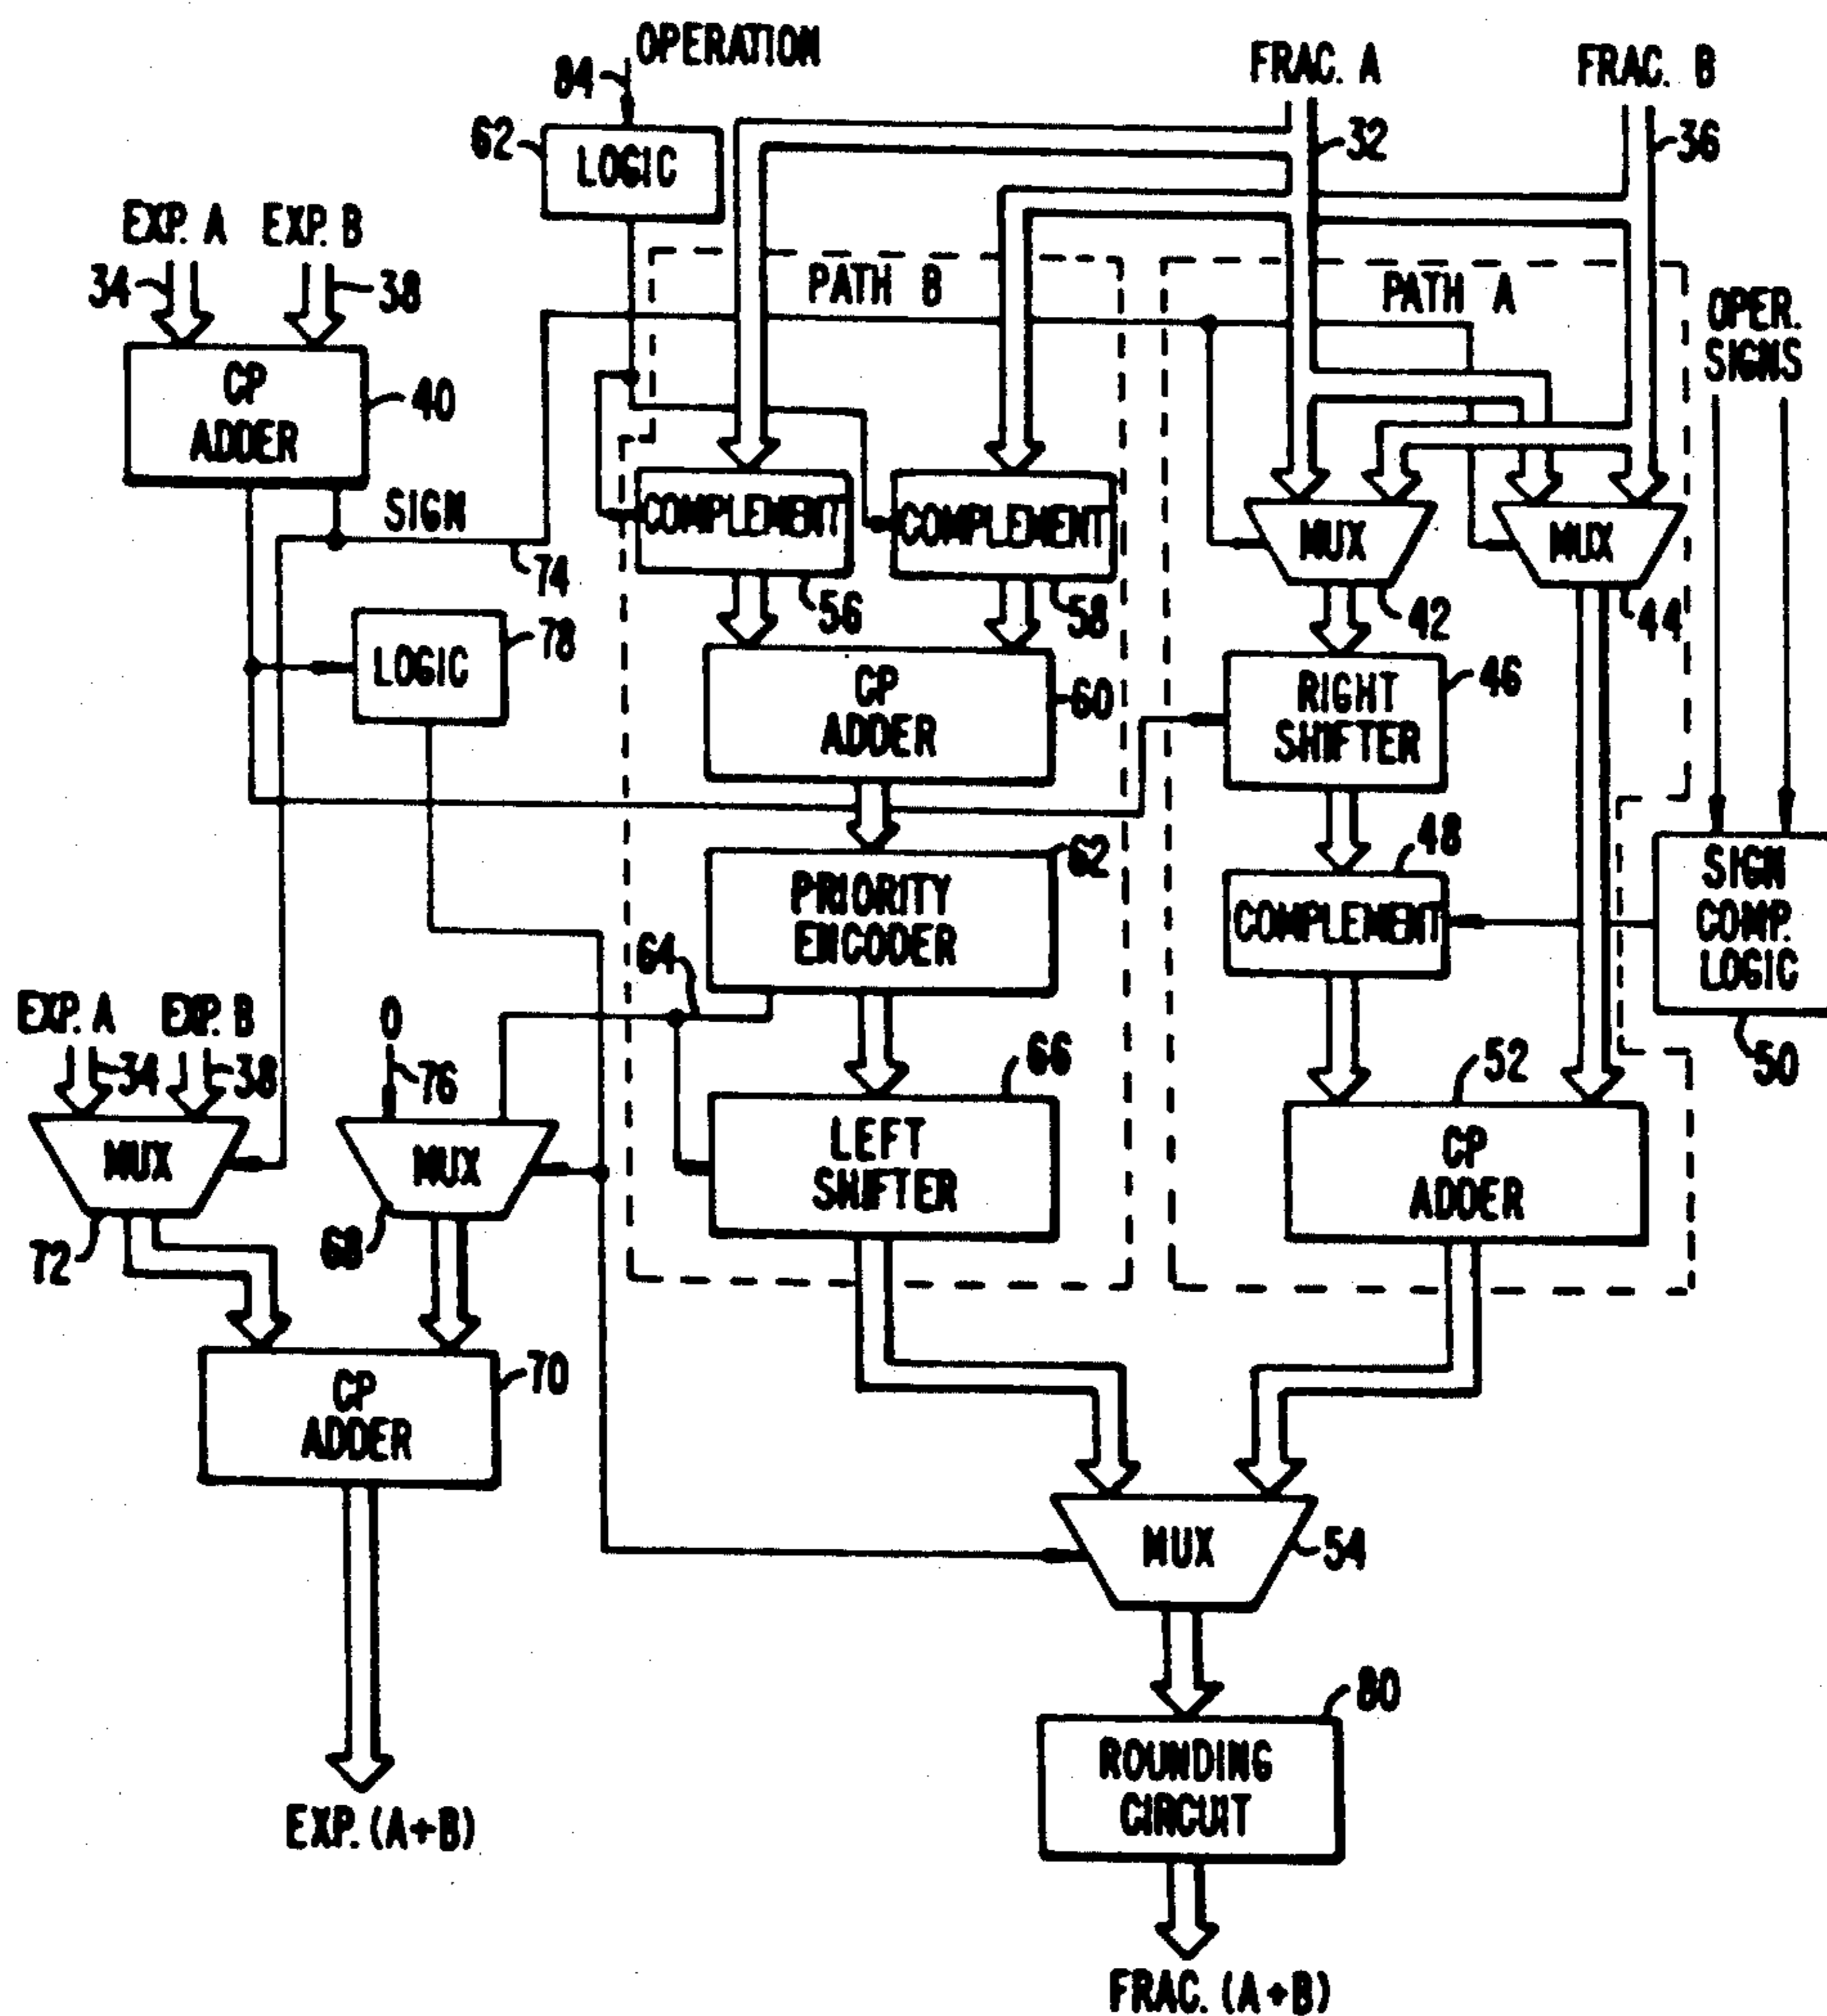 OPERATION
84
FRAC. A
FRAC. B
62
LOGIC
32
36
EXP. A
EXP. B
34
38
PATH B
PATH A
OPER.
SIGNS
CP
ADDER
40
SIGN
74
COMPLEMENT
COMPLEMENT
MUX
MUX
56
58
42
44
LOGIC
78
CP
ADDER
60
RIGHT
SHIFTER
46
62
PRIORITY
ENCODER
48
COMPLEMENT
SIGN
COMP.
LOGIC
64
50
EXP. A
EXP. B
0
34
38
76
66
52
MUX
MUX
LEFT
SHIFTER
CP
ADDER
72
68
CP
ADDER
70
MUX
54
80
ROUNDING
CIRCUIT
EXP. (A+B)
FRAC. (A+B)